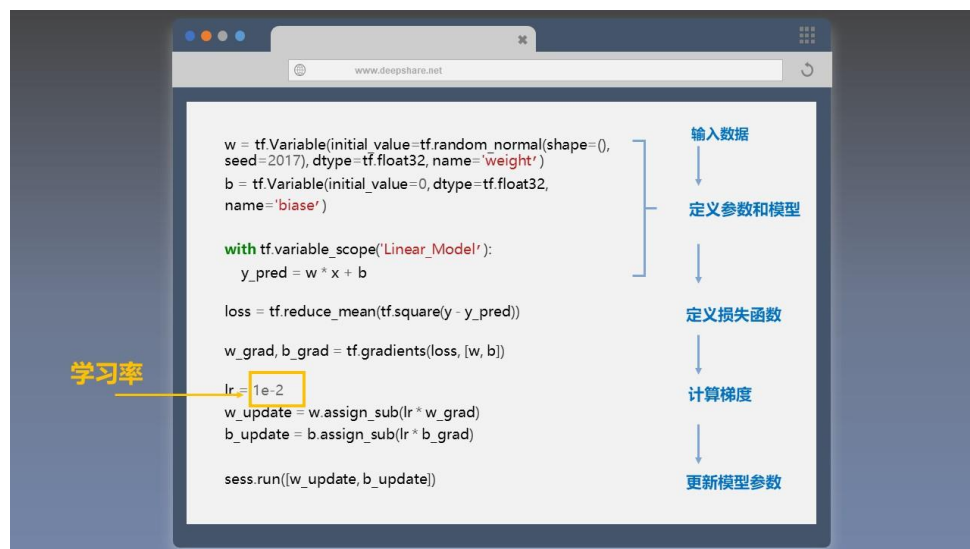 www.deepshare.net
w = tf.Variable(initial_value=tf.random_normal(shape=(),
seed=2017), dtype=tf.float32, name='weight')
b = tf.Variable(initial_value=0, dtype=tf.float32,
name='biase')
with tf.variable_scope('Linear_Model'):
y_pred = w * x + b
loss = tf.reduce_mean(tf.square(y - y_pred))
w_grad, b_grad = tf.gradients(loss, [w, b])
lr = 1e-2
w_update = w.assign_sub(lr * w_grad)
b_update = b.assign_sub(lr * b_grad)
sess.run([w_update, b_update])
学习率
输入数据
定义参数和模型
定义损失函数
计算梯度
更新模型参数